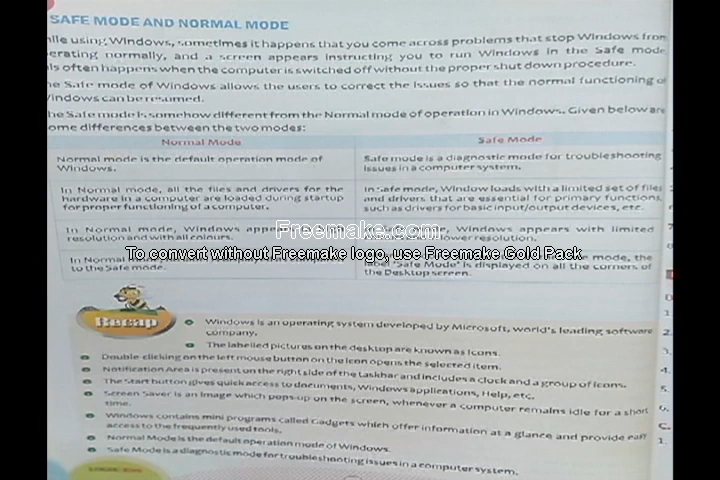 SAFE MODE AND NORMAL MODE
using Windows, sometimes it happens that you come across problems that stop Windows from
erating normally, and a screen appears instructing you to run Windows in the Safe mode
is often happens when the computer is switched off without the proper shut down procedure.
he Safe mode of Windows allows the users to correct the issues so that the normal functioning of
Windows can be resumed.
he Safe mode is somehow different from the Normal mode of operation in Windows. Given below are
ome differences between the two modes:
Normal Mode
Safe Mode
Normal mode is the default operation mode of
Windows.
Safe mode is a diagnostic mode for troubleshooting
issues in a computer system.
In Normal mode, all the files and drivers for the
hardware in a computer are loaded during startup
for proper functioning of a computer.
In Safe mode, Window loads with a limited set of files
and drivers that are essential for primary functions,
such as drivers for basic input/output devices, etc.
In Normal mode, Windows appears
resolution and with all colours.
mode, Windows appears with limited
lower resolution.
In Normal
to the Safe mode.
mode, the
label 'Safe Mode' is displayed on all the corners of
the Desktop screen.
Freemake.com
To convert without Freemake logo, use Freemake Gold Pack
Recap
Windows is an operating system developed by Microsoft, world's leading software
company.
The labelled pictures on the desktop are known as Icons.
Double-clicking on the left mouse button on the icon opens the selected item.
Notification Area is present on the right side of the taskbar and includes a clock and a group of icons.
The Start button gives quick access to documents, Windows applications, Help, etc.
Screen Saver is an image which pops-up on the screen, whenever a computer remains idle for a short
time.
Windows contains mini programs called Gadgets which offer information at a glance and provide easy
access to the frequently used tools.
Normal Mode is the default operation mode of Windows.
Safe Mode is a diagnostic mode for troubleshooting issues in a computer system.
1.
2.
3.
4.
5.
6.
C.
1.